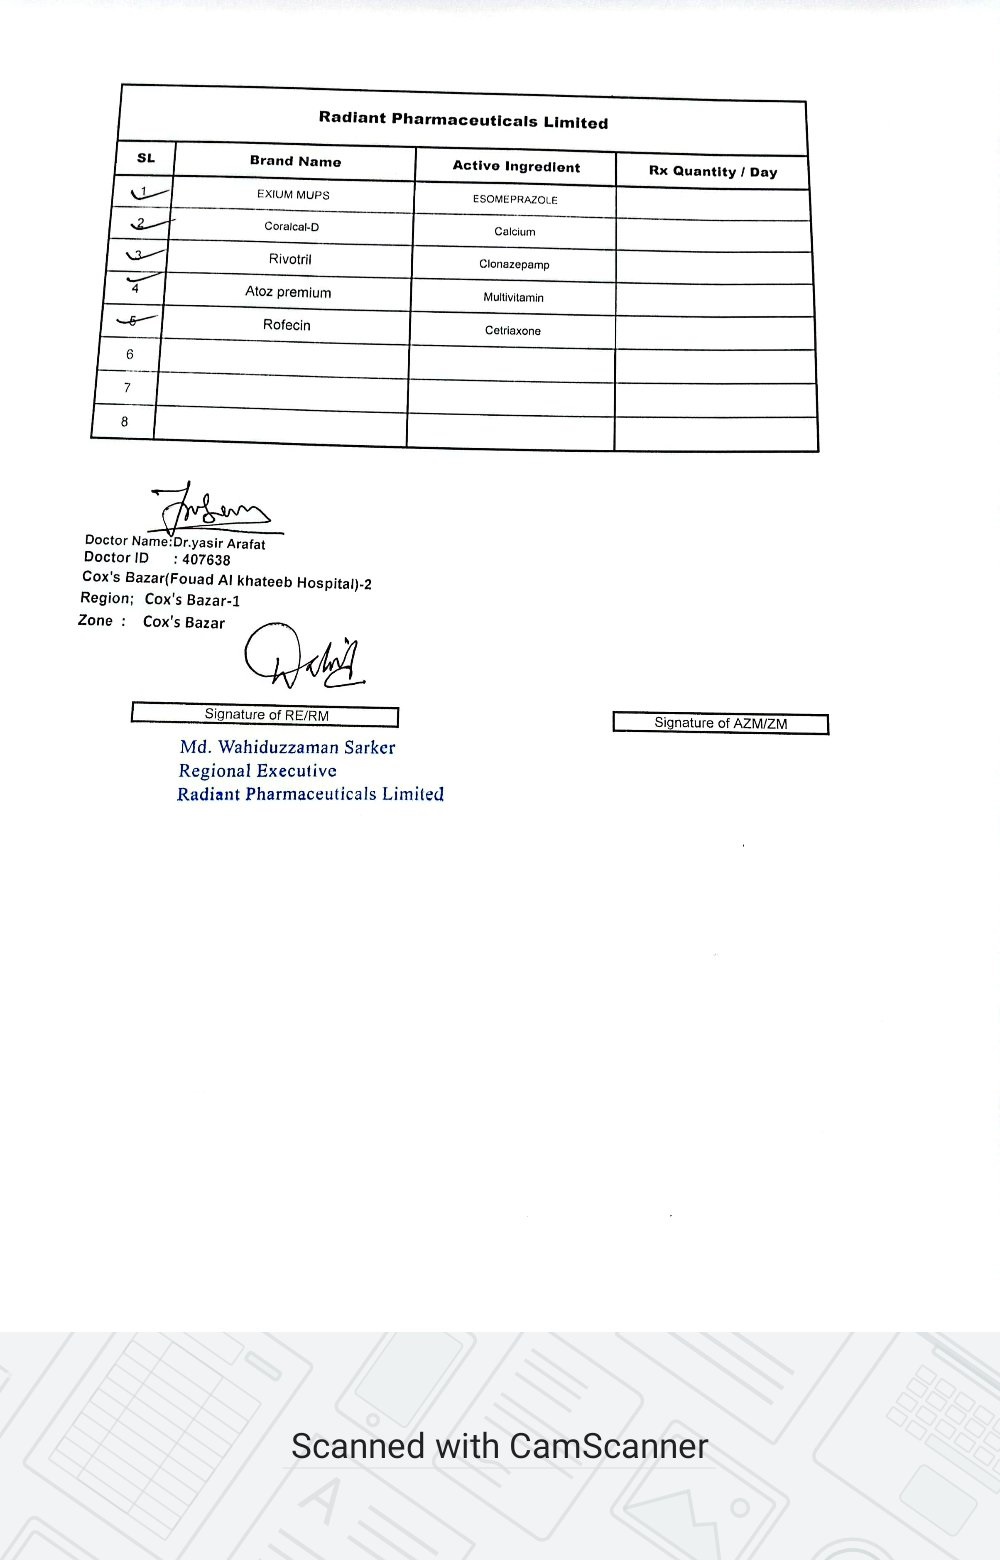 Radiant Pharmaceuticals Limited
SL Brand Name Active Ingredient Rx Quantity / Day
1 EXIUM MUPS ESOMEPRAZOLE
2 Coralcal-D Calcium
3 Rivotril Clonazepamp
4 Atoz premium Multivitamin
5 Rofecin Cetriaxone
6
7
8
Doctor Name:Dr.yasir Arafat
Doctor ID : 407638
Cox's Bazar(Fouad Al khateeb Hospital)-2
Region; Cox's Bazar-1
Zone : Cox's Bazar
Signature of RE/RM Signature of AZM/ZM
Md. Wahiduzzaman Sarker
Regional Executive
Radiant Pharmaceuticals Limited
Scanned with CamScanner